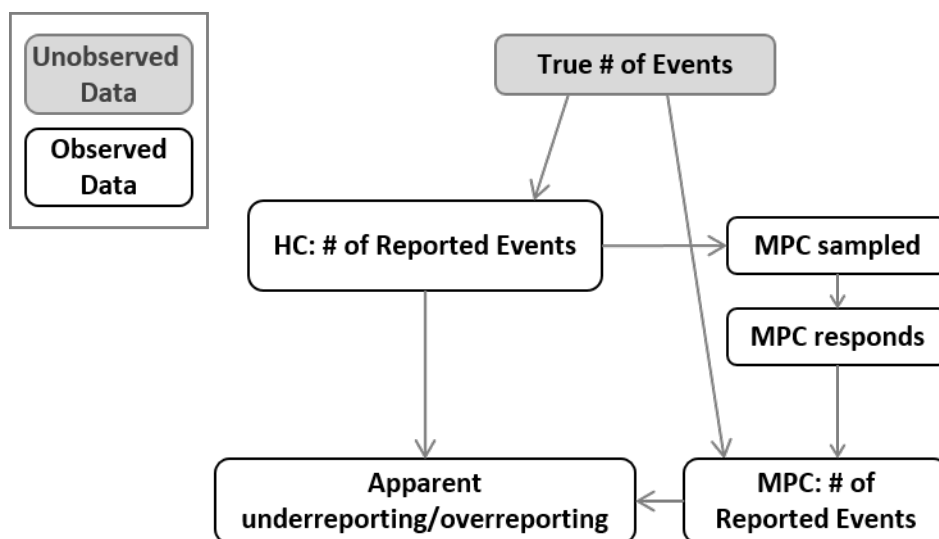 Unobserved
Data
Observed
Data
True # of Events
HC: # of Reported Events
MPC sampled
MPC responds
Apparent
underreporting/overreporting
MPC: # of
Reported Events